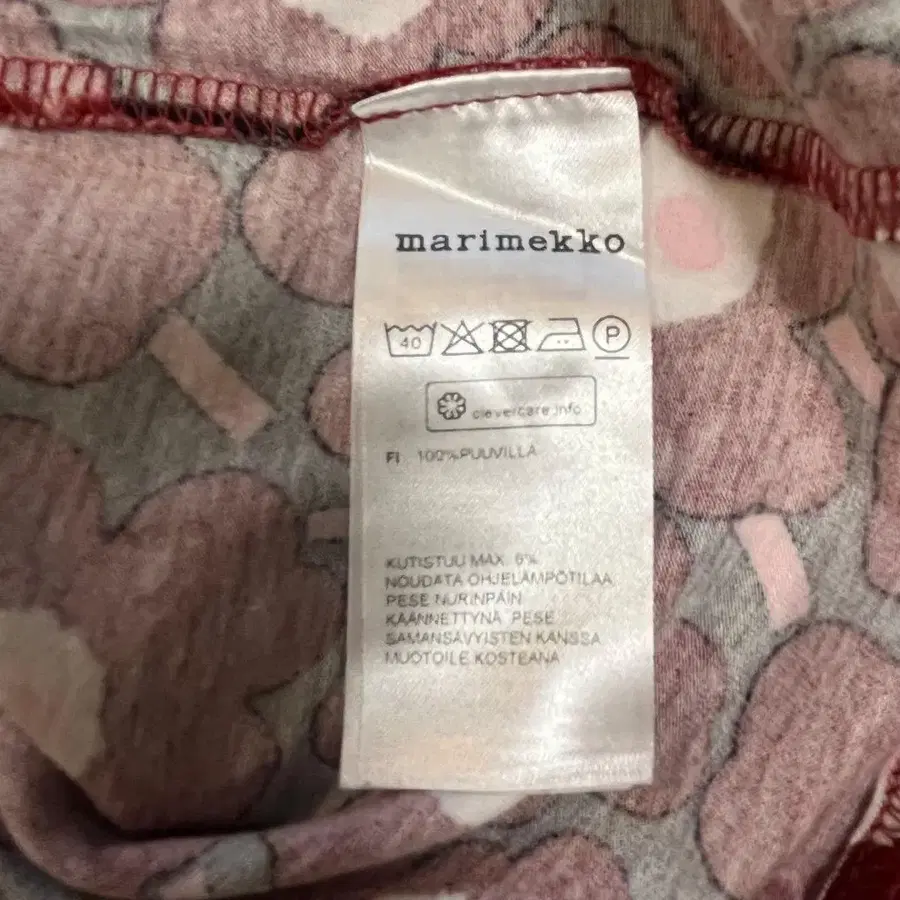 marimekko
40 P
clevercare.info
FI 100%PUUVILLA
KUTISTUU MAX. 6%
NOUDATA OHJELÄMPÖTILAA
PESE NURINPÄIN
KÄÄNNETTYNÄ PESE
SAMANSÄVYISTEN KANSSA
MUOTOILE KOSTEANA